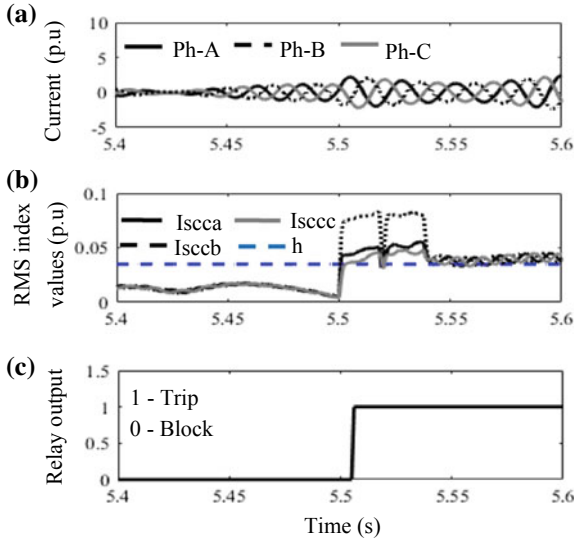 (a)
10
5
0
-5
Current (p.u)
Ph-A Ph-B Ph-C
5.4 5.45 5.5 5.55 5.6
(b)
0.1
0.05
0
RMS index
values (p.u)
Iscca Isccc
Isccb h
5.4 5.45 5.5 5.55 5.6
(c)
1.5
1
0.5
0
Relay output
1 - Trip
0 - Block
5.4 5.45 5.5 5.55 5.6
Time (s)